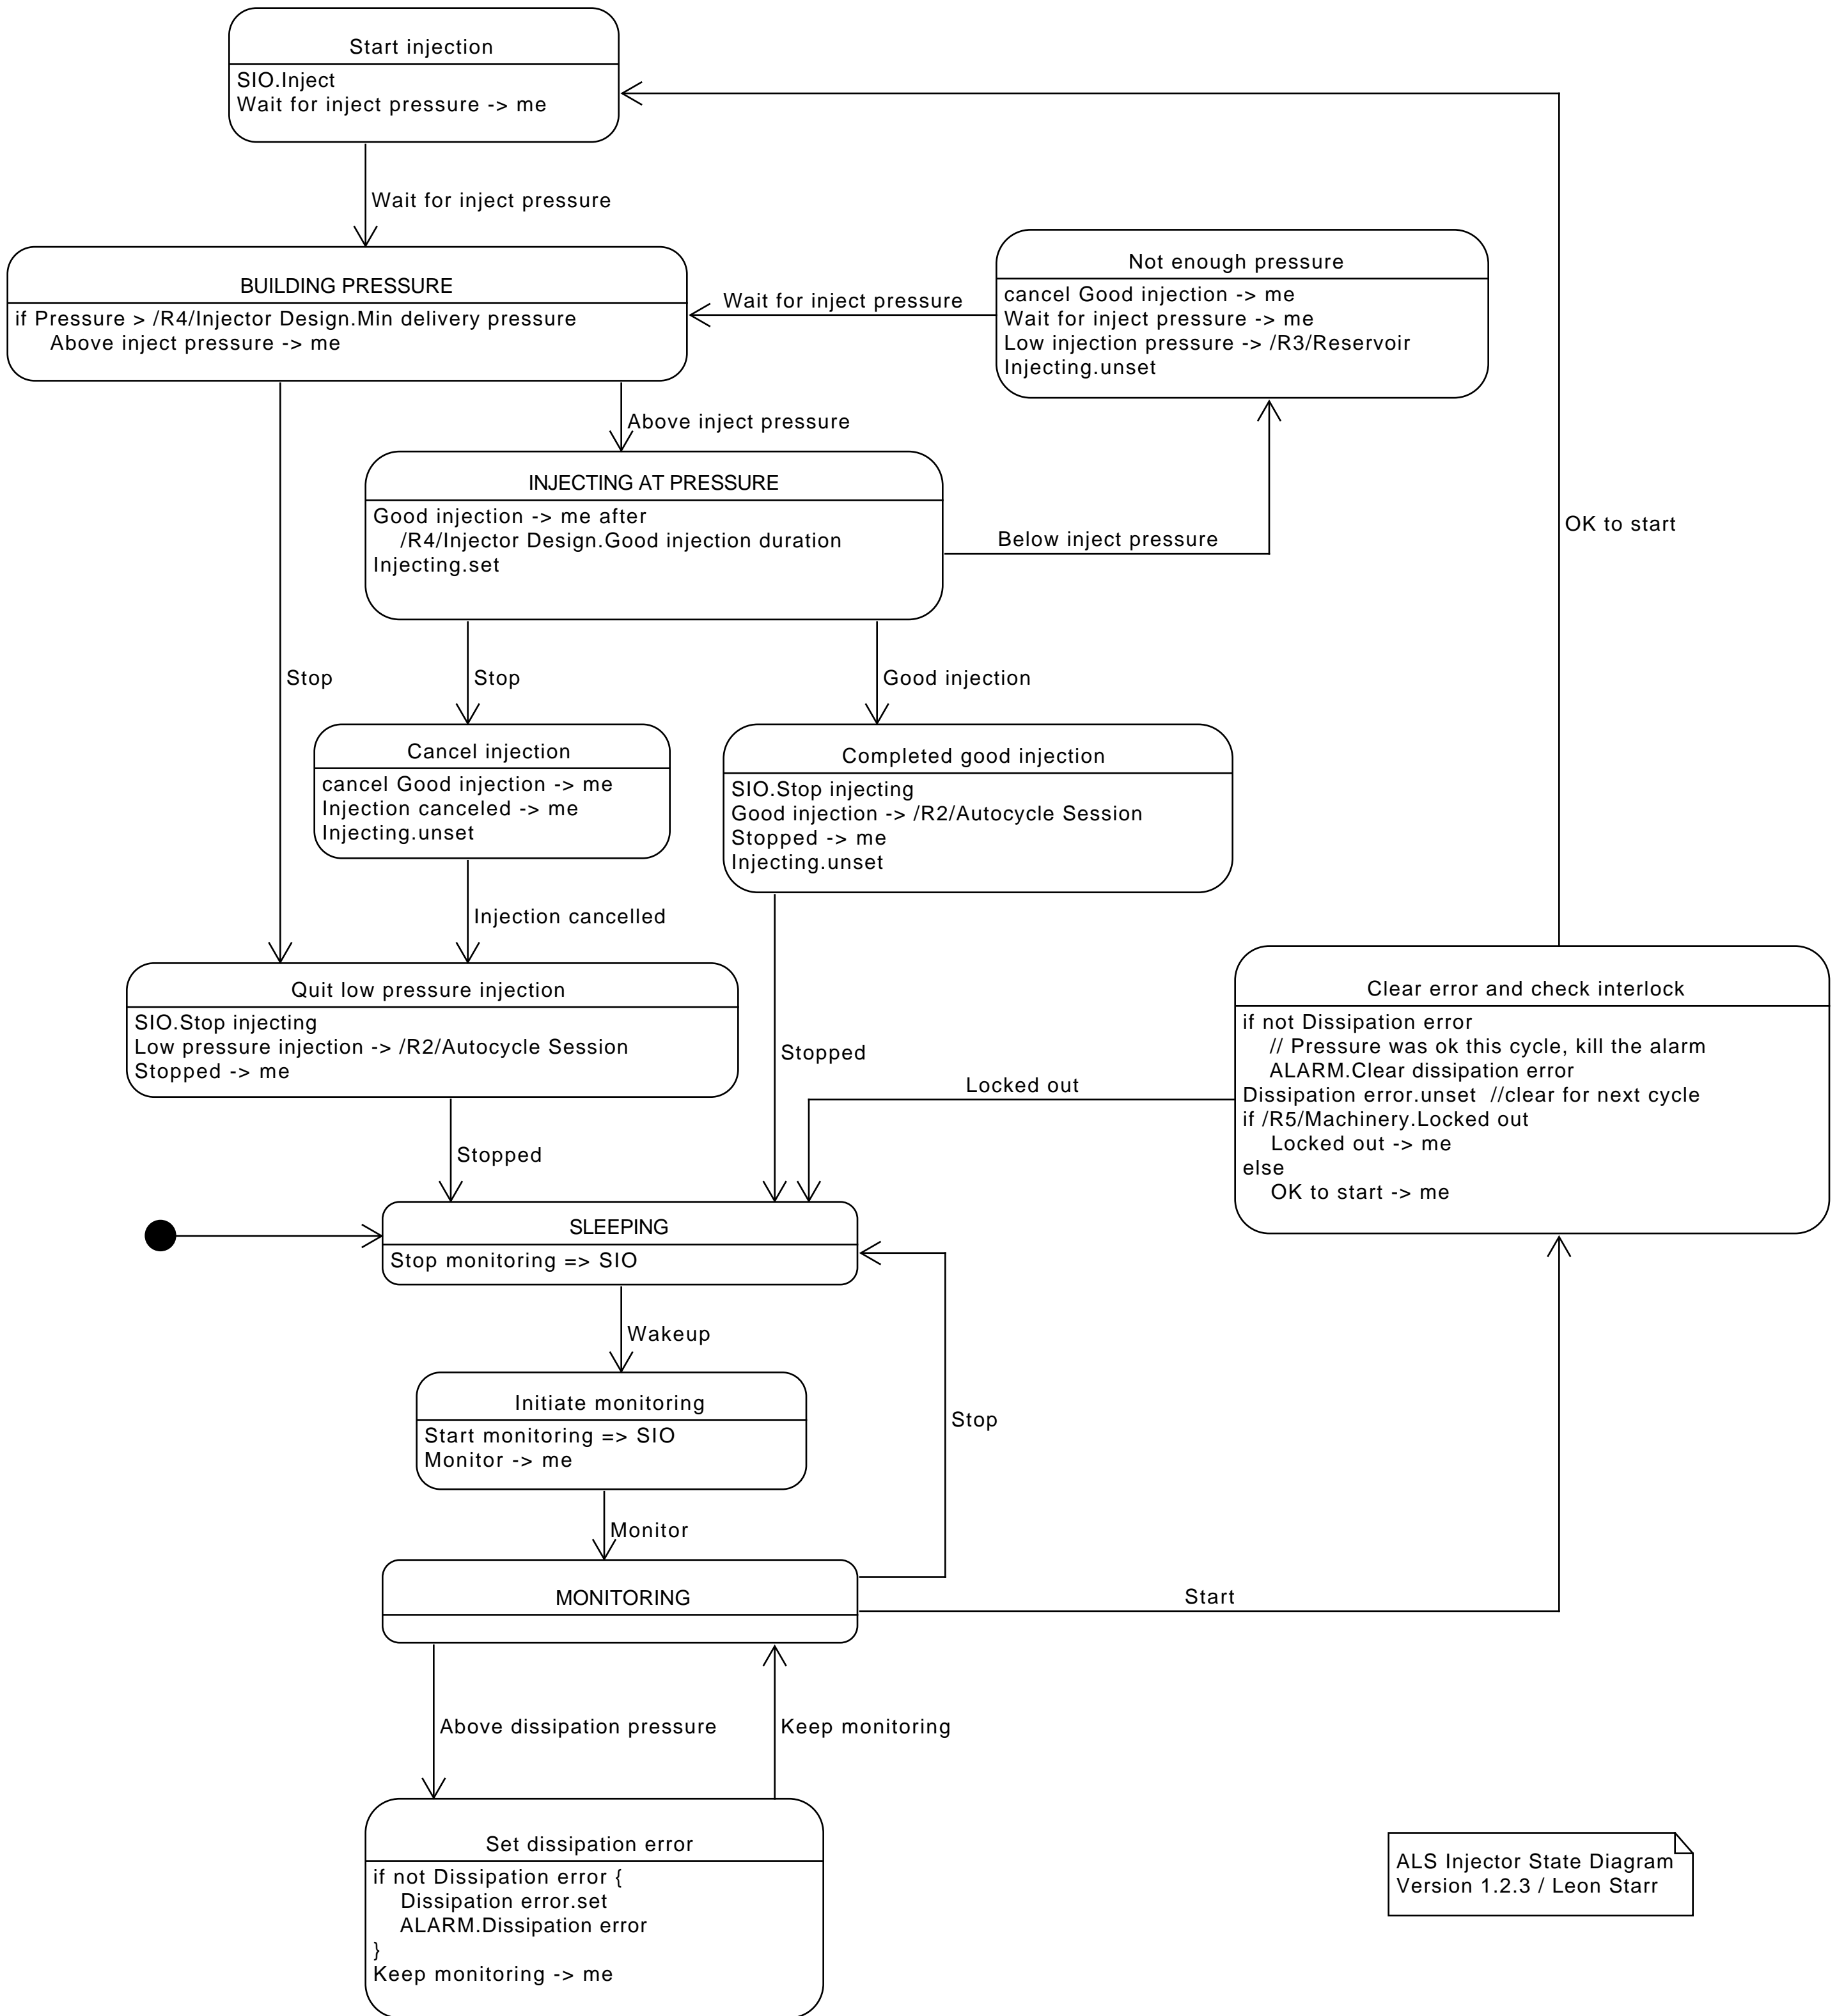 Start injection
SIO.Inject
Wait for inject pressure -> me
Wait for inject pressure
BUILDING PRESSURE
if Pressure > /R4/Injector Design.Min delivery pressure
Above inject pressure -> me
Wait for inject pressure
Not enough pressure
cancel Good injection -> me
Wait for inject pressure -> me
Low injection pressure -> /R3/Reservoir
Injecting.unset
Above inject pressure
INJECTING AT PRESSURE
Good injection -> me after
/R4/Injector Design.Good injection duration
Injecting.set
Below inject pressure
OK to start
Stop
Stop
Good injection
Cancel injection
cancel Good injection -> me
Injection canceled -> me
Injecting.unset
Completed good injection
SIO.Stop injecting
Good injection -> /R2/Autocycle Session
Stopped -> me
Injecting.unset
Injection cancelled
Quit low pressure injection
SIO.Stop injecting
Low pressure injection -> /R2/Autocycle Session
Stopped -> me
Stopped
Locked out
Clear error and check interlock
if not Dissipation error
// Pressure was ok this cycle, kill the alarm
ALARM.Clear dissipation error
Dissipation error.unset //clear for next cycle
if /R5/Machinery.Locked out
Locked out -> me
else
OK to start -> me
Stopped
SLEEPING
Stop monitoring => SIO
Wakeup
Initiate monitoring
Start monitoring => SIO
Monitor -> me
Stop
Monitor
MONITORING
Start
Above dissipation pressure
Keep monitoring
Set dissipation error
if not Dissipation error {
Dissipation error.set
ALARM.Dissipation error
}
Keep monitoring -> me
ALS Injector State Diagram
Version 1.2.3 / Leon Starr